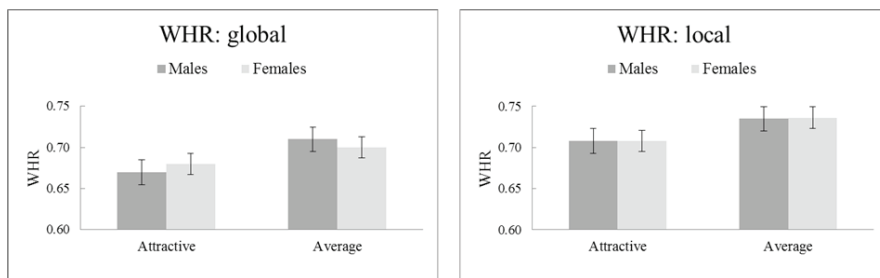 WHR: global
Males Females
0.75
0.70
0.65
0.60
WHR
Attractive Average
WHR: local
Males Females
0.75
0.70
0.65
0.60
WHR
Attractive Average